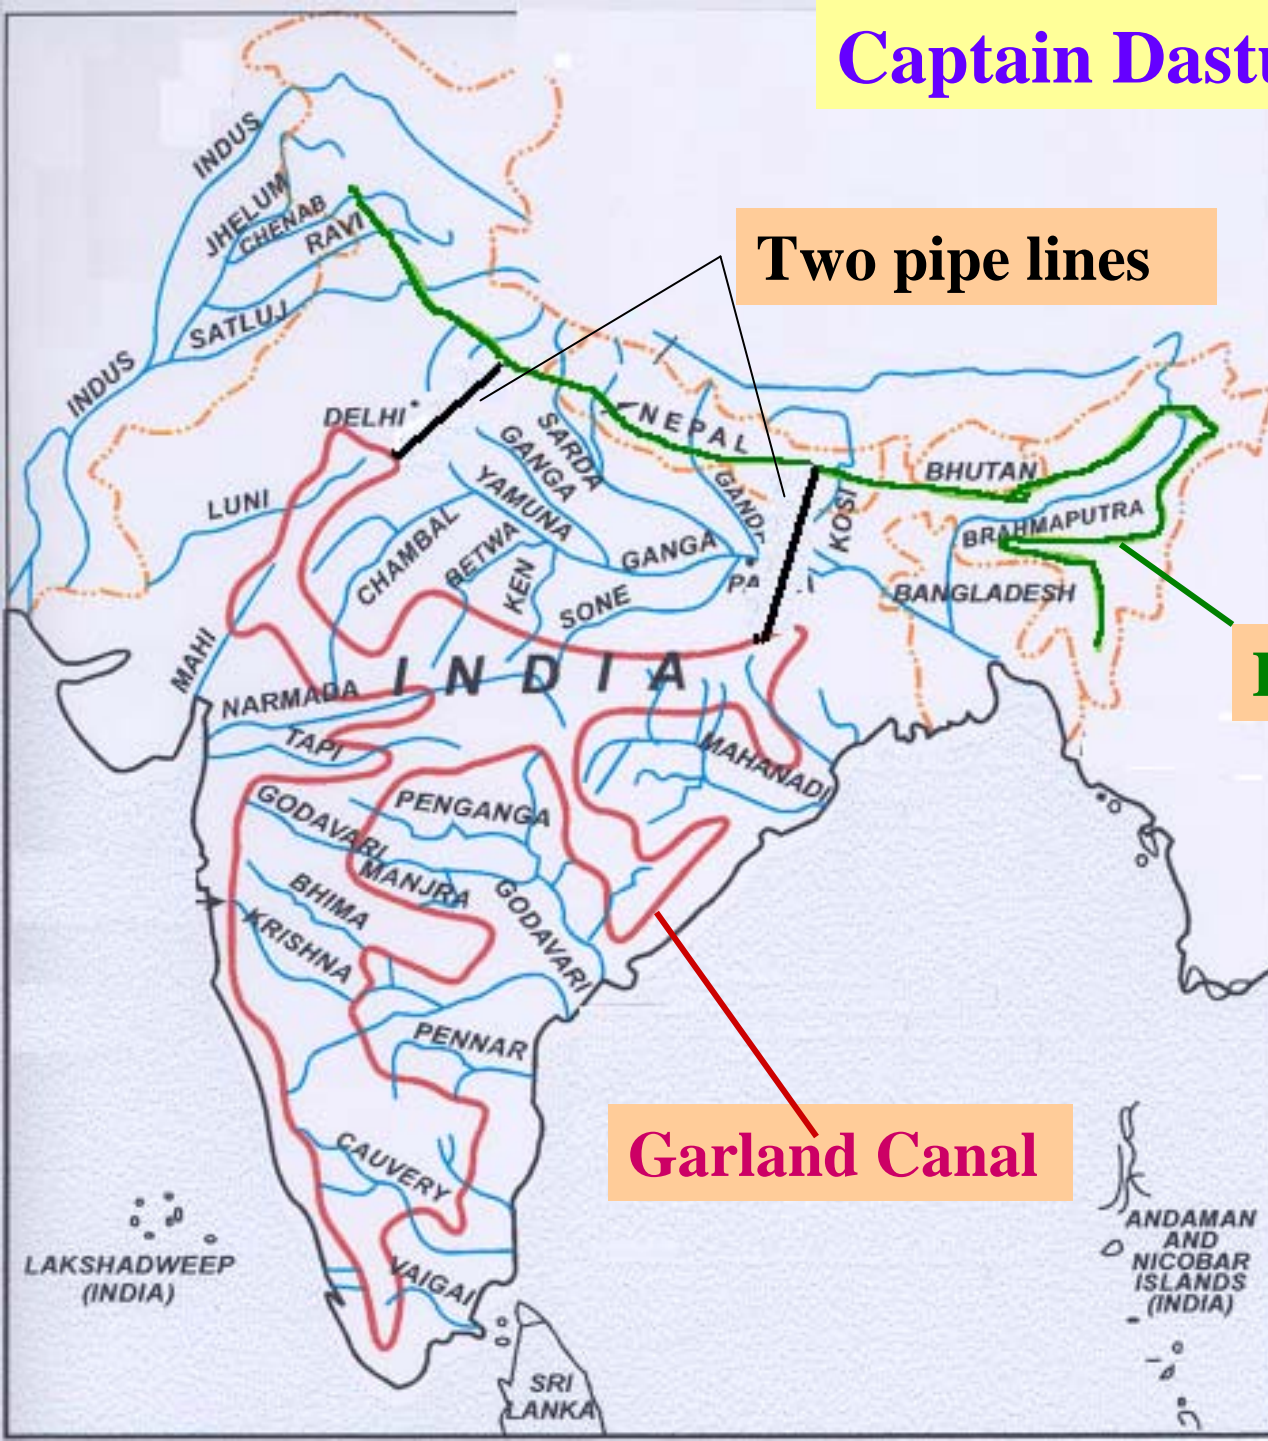 Captain
INDUS
JHELUM
CHENAB
RAVI
Two pipe lines
SATLUJ
INDUS
DELHI
NEPAL
SARDA
GANGA
BHUTAN
YAMUNA
LUNI
KOSI
BRAHMAPUTRA
CHAMBAL
BETWA
GANGA
KEN
SONE
BANGLADESH
MAHI
INDIA
NARMADA
TAPI
MAHANADI
PENGANGA
GODAVARI
MANJRA
BHIMA
GODAVARI
KRISHNA
PENNAR
CAUVERY
Garland Canal
VAIGAI
LAKSHADWEEP
(INDIA)
ANDAMAN
AND
NICOBAR
ISLANDS
(INDIA)
SRI
LANKA